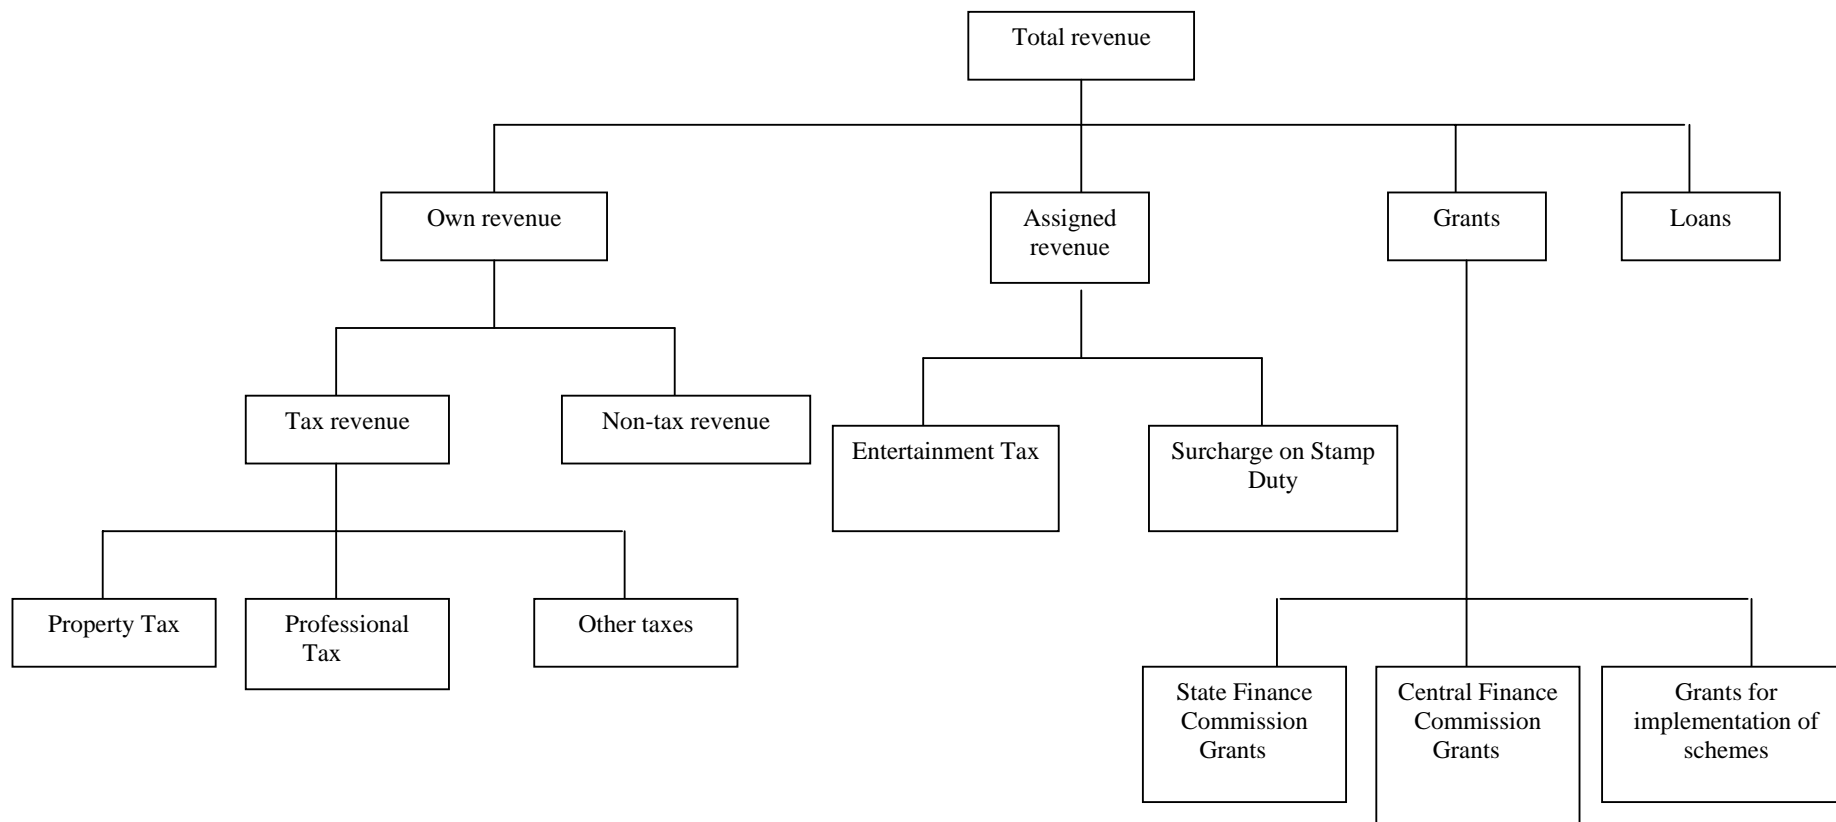 Total revenue
Own revenue
Assigned
revenue
Grants
Loans
Tax revenue
Non-tax revenue
Entertainment Tax
Surcharge on Stamp
Duty
Property Tax
Professional
Tax
Other taxes
State Finance
Commission
Grants
Central Finance
Commission
Grants
Grants for
implementation of
schemes